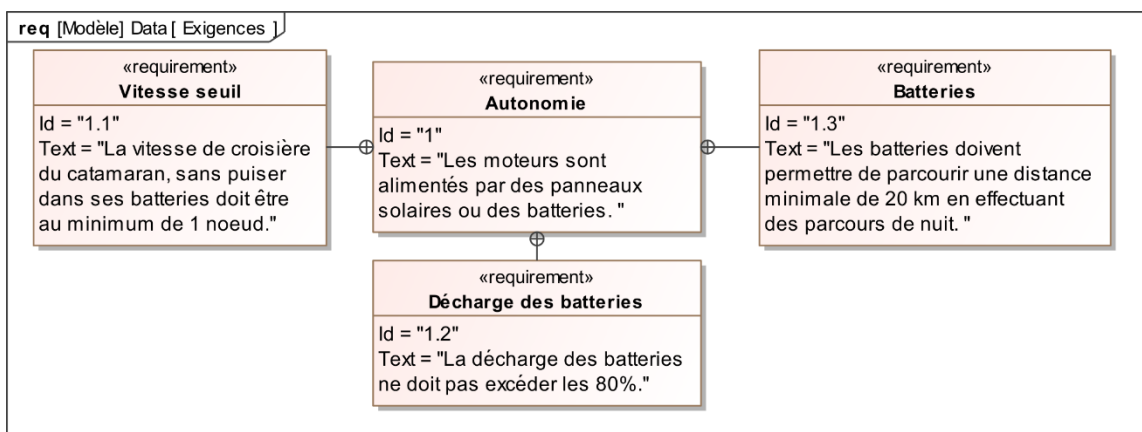 req [Modèle] Data [ Exigences ]
«requirement»
Vitesse seuil
Id = "1.1"
Text = "La vitesse de croisière
du catamaran, sans puiser
dans ses batteries doit être
au minimum de 1 noeud."
«requirement»
Autonomie
Id = "1"
Text = "Les moteurs sont
alimentés par des panneaux
solaires ou des batteries. "
«requirement»
Batteries
Id = "1.3"
Text = "Les batteries doivent
permettre de parcourir une distance
minimale de 20 km en effectuant
des parcours de nuit. "
«requirement»
Décharge des batteries
Id = "1.2"
Text = "La décharge des batteries
ne doit pas excéder les 80%."